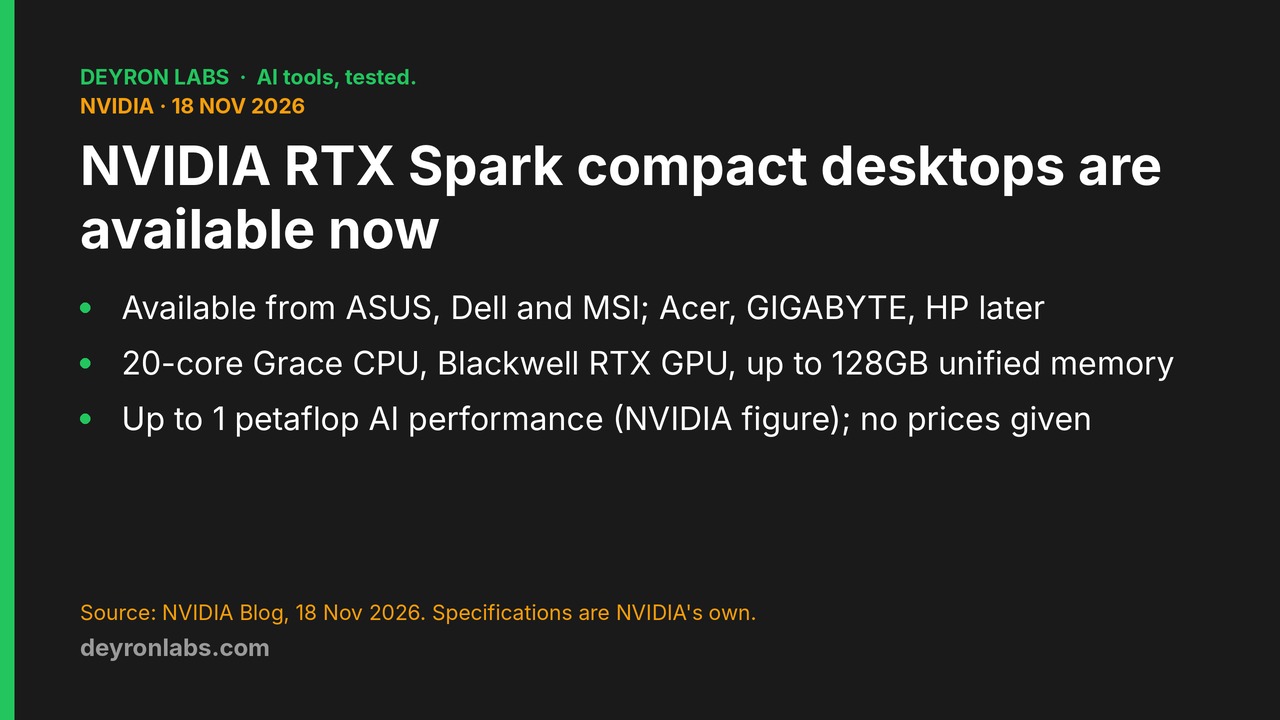 DEYRON LABS · AI tools, tested.
NVIDIA · 18 NOV 2026
NVIDIA RTX Spark compact desktops are
available now
• Available from ASUS, Dell and MSI; Acer, GIGABYTE, HP later
• 20-core Grace CPU, Blackwell RTX GPU, up to 128GB unified memory
• Up to 1 petaflop AI performance (NVIDIA figure); no prices given
Source: NVIDIA Blog, 18 Nov 2026. Specifications are NVIDIA's own.
deyronlabs.com